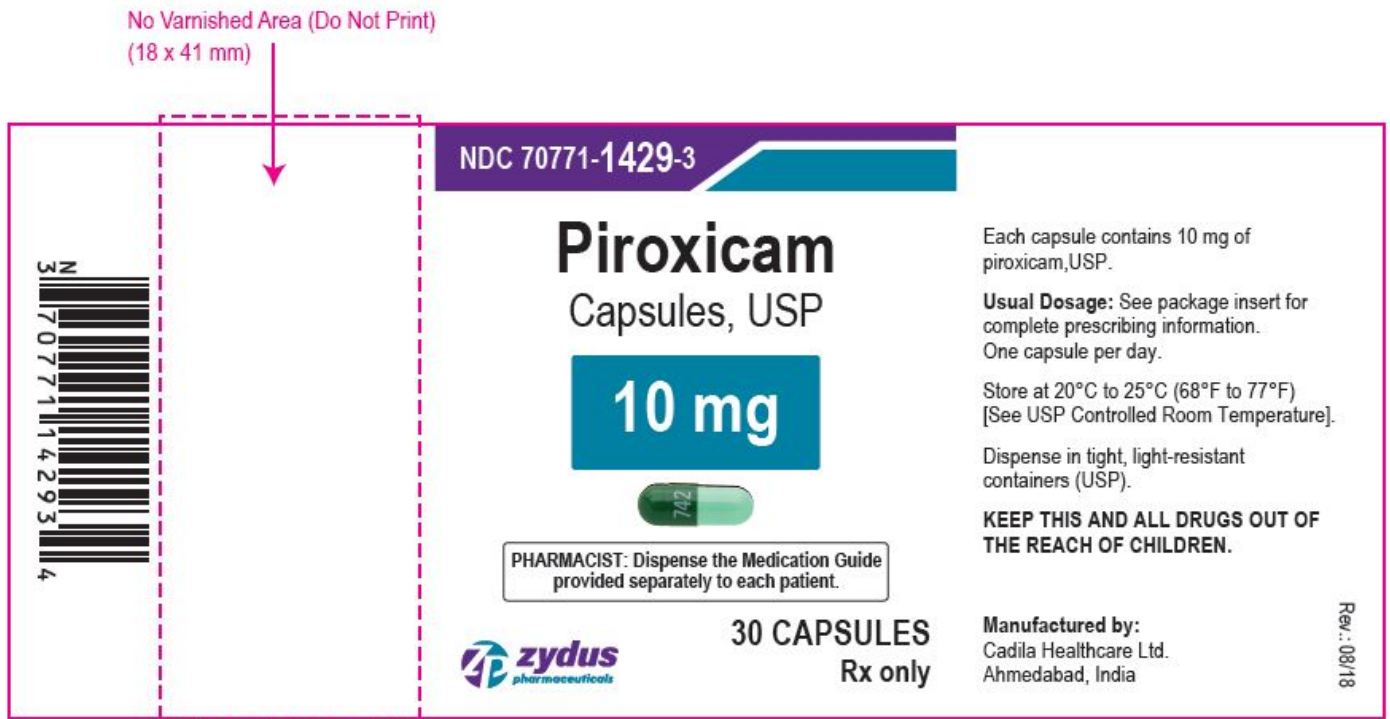 No Varnished Area (Do Not Print)
(18 x 41 mm)
N
3 70771 14293 4
NDC 70771-1429-3
Piroxicam
Capsules, USP
10 mg
742
PHARMACIST: Dispense the Medication Guide
provided separately to each patient.
30 CAPSULES
Rx only
zydus
pharmaceuticals
Each capsule contains 10 mg of
piroxicam,USP.
Usual Dosage: See package insert for
complete prescribing information.
One capsule per day.
Store at 20°C to 25°C (68°F to 77°F)
[See USP Controlled Room Temperature].
Dispense in tight, light-resistant
containers (USP).
KEEP THIS AND ALL DRUGS OUT OF
THE REACH OF CHILDREN.
Manufactured by:
Cadila Healthcare Ltd.
Ahmedabad, India
Rev.: 08/18